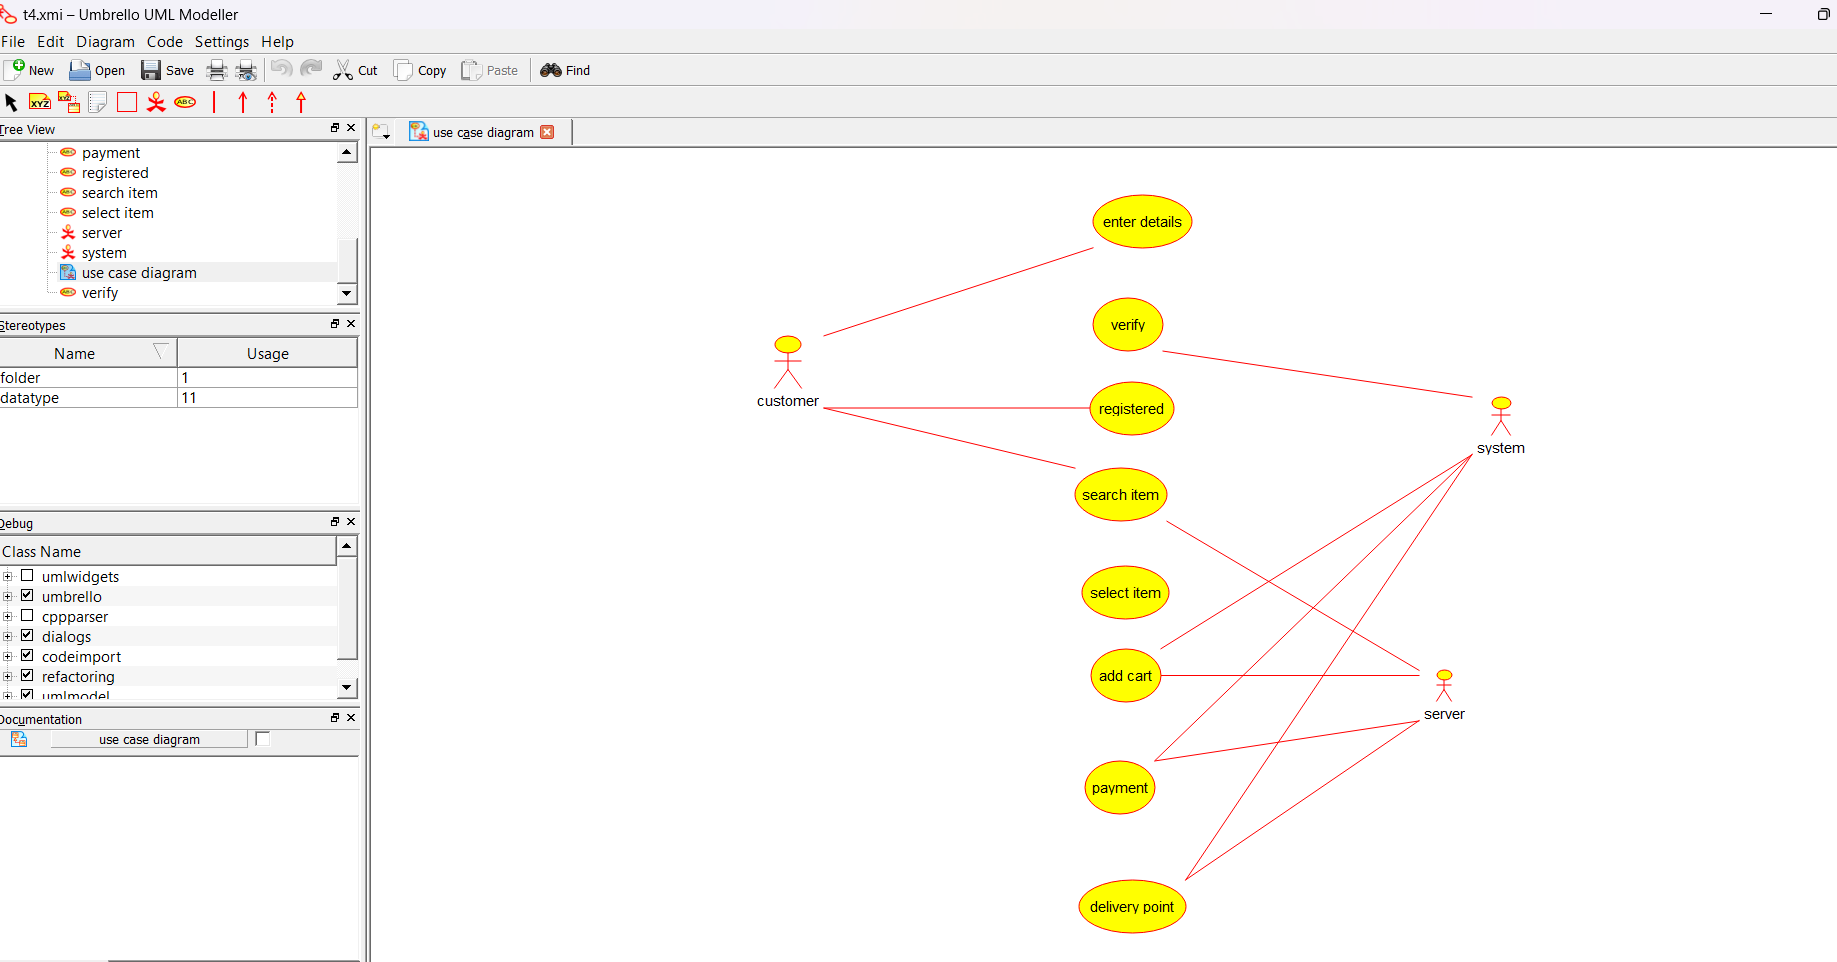 t4.xmi – Umbrello UML Modeller
File Edit Diagram Code Settings Help
New Open Save Cut Copy Paste Find
XYZ XYZ ABC
Tree View
use case diagram
payment
registered
search item
select item
server
system
use case diagram
verify
Stereotypes
Name Usage
folder 1
datatype 11
Debug
Class Name
umlwidgets
umbrello
cppparser
dialogs
codeimport
refactoring
umlmodel
Documentation
use case diagram
enter details
verify
customer
registered
system
search item
select item
add cart
server
payment
delivery point